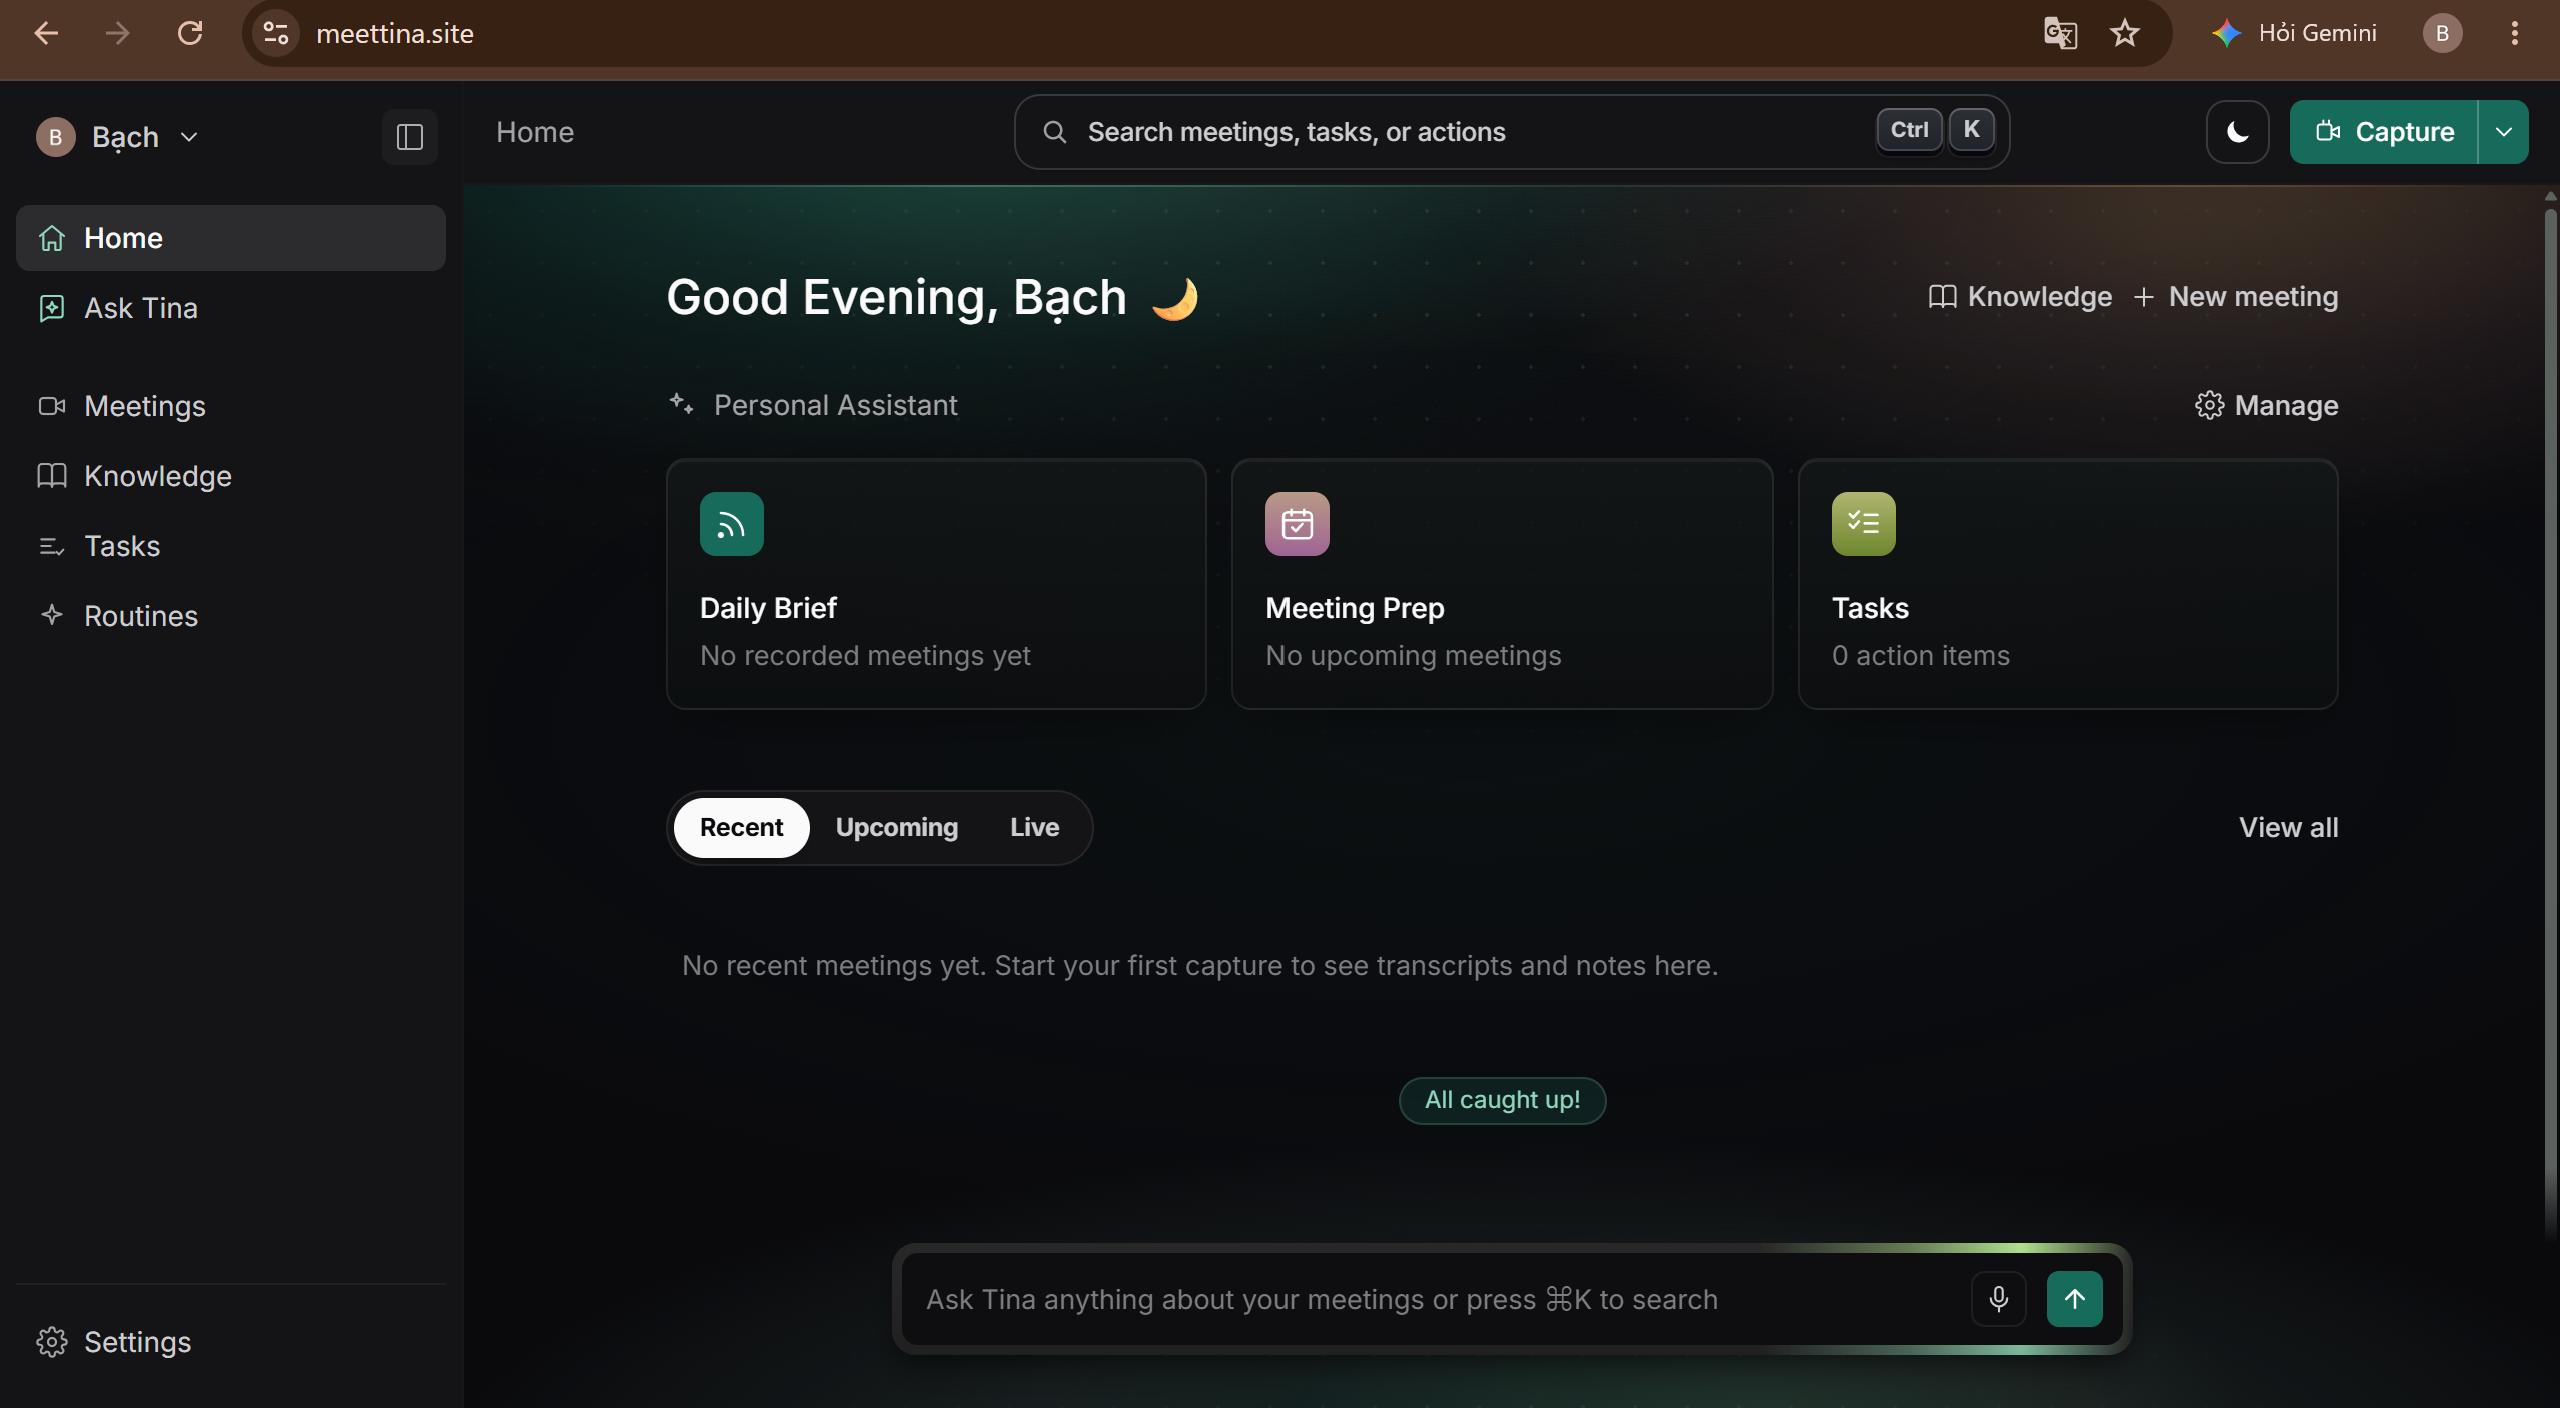 meettina.site
Hỏi Gemini
B
B
Bạch
Home
Search meetings, tasks, or actions
Ctrl
K
Capture
Home
Ask Tina
Meetings
Knowledge
Tasks
Routines
Settings
Good Evening, Bạch
Knowledge
New meeting
Personal Assistant
Manage
Daily Brief
No recorded meetings yet
Meeting Prep
No upcoming meetings
Tasks
0 action items
Recent
Upcoming
Live
View all
No recent meetings yet. Start your first capture to see transcripts and notes here.
All caught up!
Ask Tina anything about your meetings or press ⌘K to search